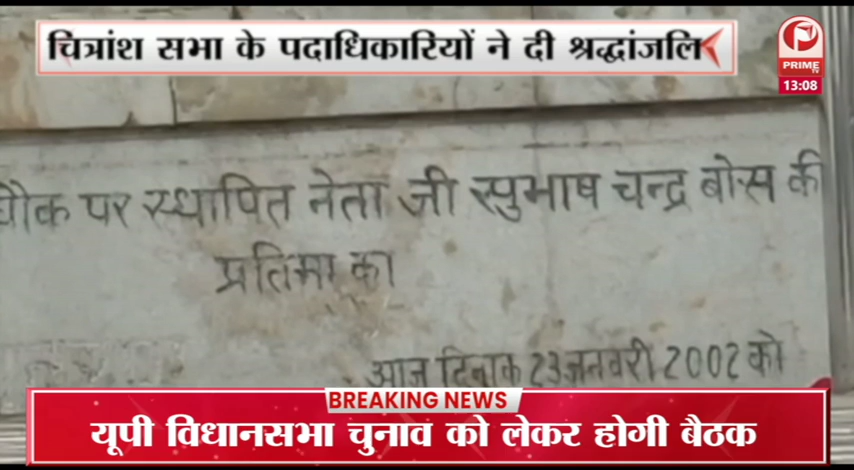 चित्रांश सभा के पदाधिकारियों ने दी श्रद्धांजलि
PRIME
TV
13:08
चौक पर स्थापित नेता जी सुभाष चन्द्र बोस की
प्रतिमा का
आज दिनांक 23 जनवरी 2002 को
BREAKING NEWS
यूपी विधानसभा चुनाव को लेकर होगी बैठक